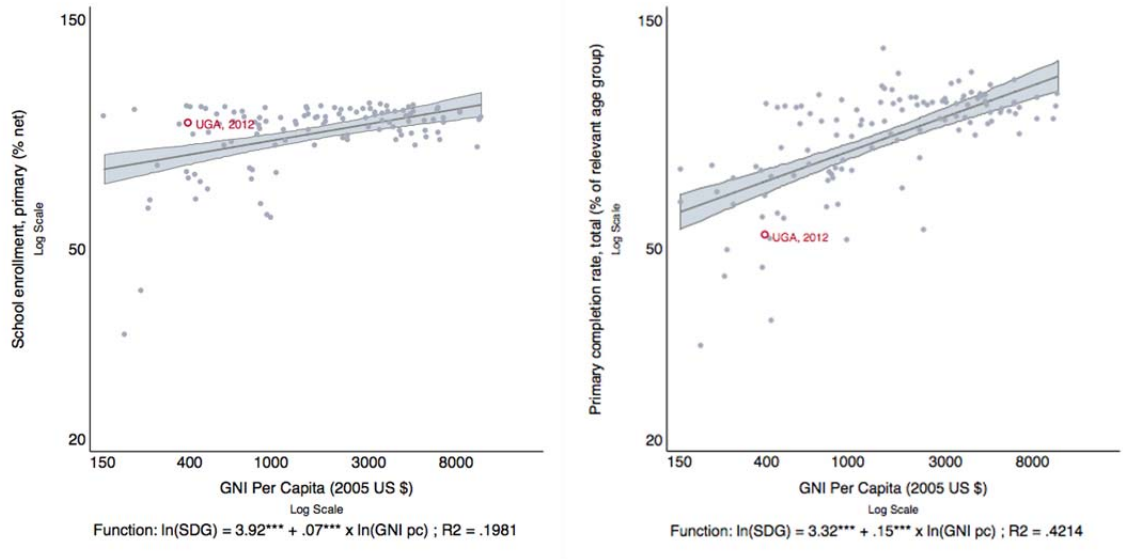 150
50
20
School enrollment, primary (% net)
Log Scale
UGA, 2012
150 400 1000 3000 8000
GNI Per Capita (2005 US $)
Log Scale
Function: ln(SDG) = 3.92*** + .07*** x ln(GNI pc) ; R2 = .1981
150
50
20
Primary completion rate, total (% of relevant age group)
Log Scale
UGA, 2012
150 400 1000 3000 8000
GNI Per Capita (2005 US $)
Log Scale
Function: ln(SDG) = 3.32*** + .15*** x ln(GNI pc) ; R2 = .4214